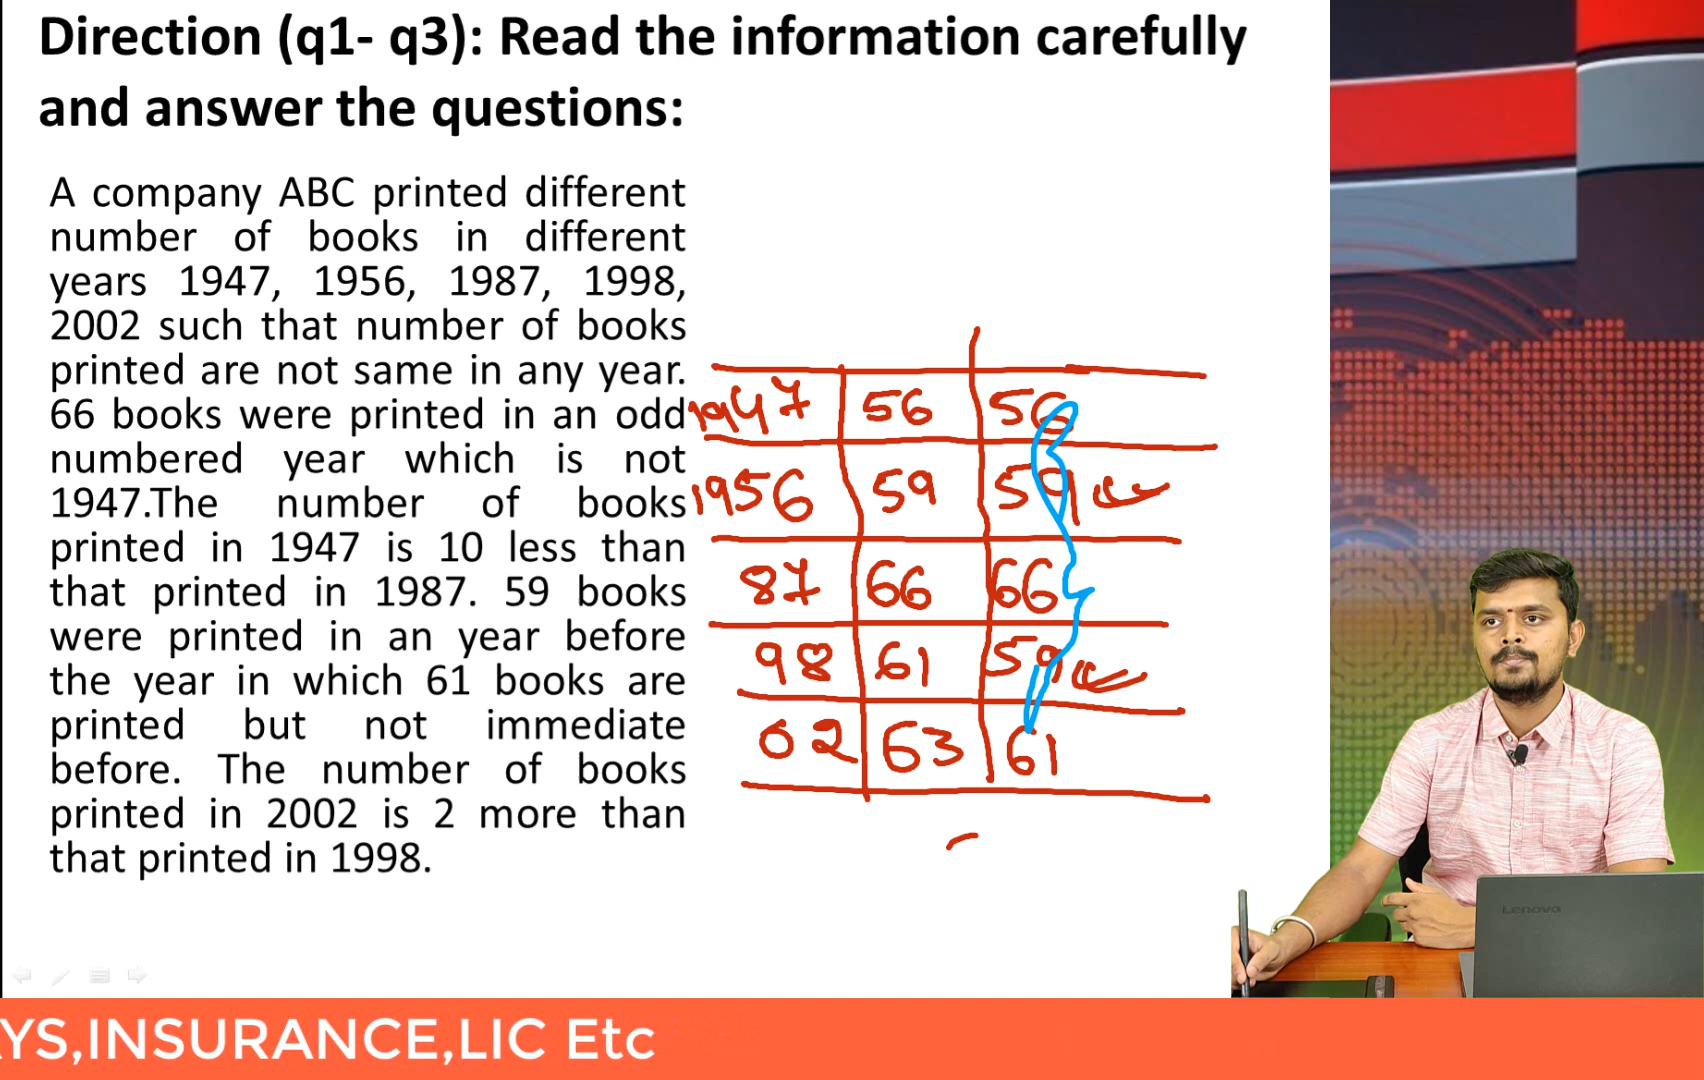 Direction (q1- q3): Read the information carefully
and answer the questions:
A company ABC printed different
number of books in different
years 1947, 1956, 1987, 1998,
2002 such that number of books
printed are not same in any year.
66 books were printed in an odd
numbered year which is not
1947.The number of books
printed in 1947 is 10 less than
that printed in 1987. 59 books
were printed in an year before
the year in which 61 books are
printed but not immediate
before. The number of books
printed in 2002 is 2 more than
that printed in 1998.
1947 56 56
1956 59 59
87 66 66
98 61 59
02 63 61
Lenovo
YS,INSURANCE,LIC Etc